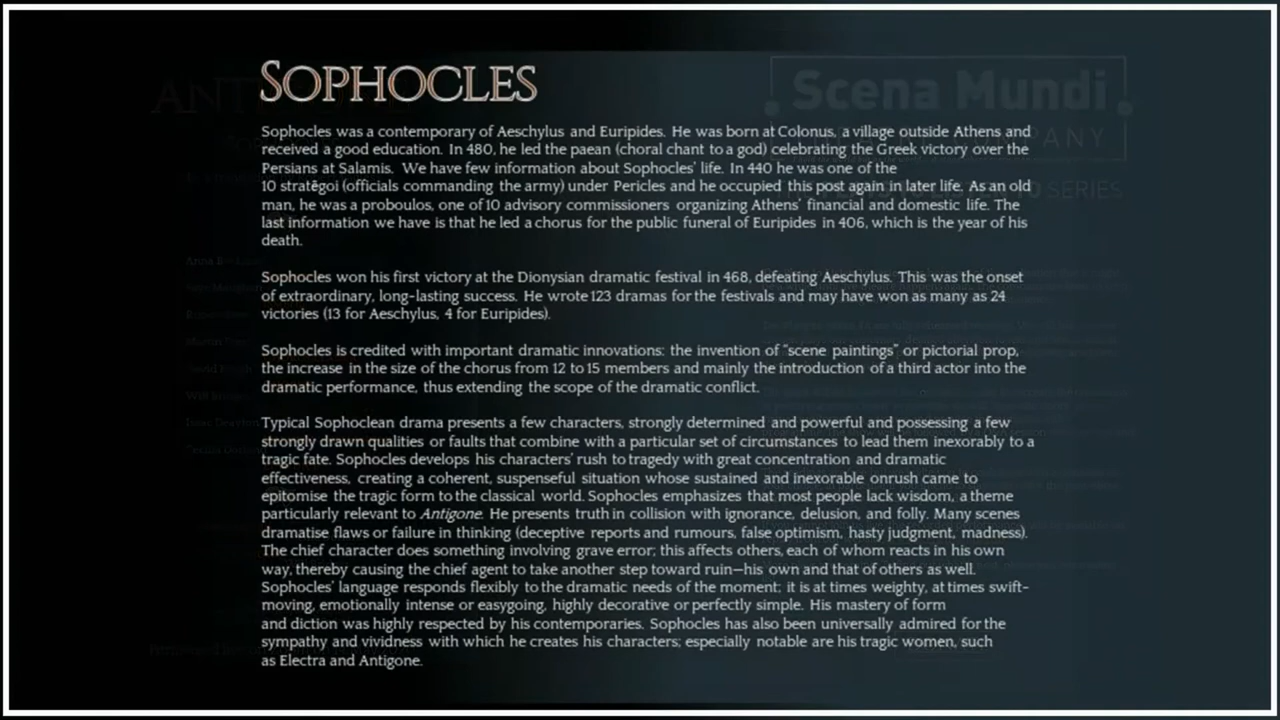 SOPHOCLES
Scena Mundi
Sophocles was a contemporary of Aeschylus and Euripides. He was born at Colonus, a village outside Athens and
received a good education. In 480, he led the paean (choral chant to a god) celebrating the Greek victory over the
Persians at Salamis. We have few information about Sophocles' life. In 440 he was one of the
10 stratēgoi (officials commanding the army) under Pericles and he occupied this post again in later life. As an old
man, he was a proboulos, one of 10 advisory commissioners organizing Athens' financial and domestic life. The
last information we have is that he led a chorus for the public funeral of Euripides in 406, which is the year of his
death.
Sophocles won his first victory at the Dionysian dramatic festival in 468, defeating Aeschylus. This was the onset
of extraordinary, long-lasting success. He wrote 123 dramas for the festivals and may have won as many as 24
victories (13 for Aeschylus, 4 for Euripides).
Sophocles is credited with important dramatic innovations: the invention of "scene paintings" or pictorial prop,
the increase in the size of the chorus from 12 to 15 members and mainly the introduction of a third actor into the
dramatic performance, thus extending the scope of the dramatic conflict.
Typical Sophoclean drama presents a few characters, strongly determined and powerful and possessing a few
strongly drawn qualities or faults that combine with a particular set of circumstances to lead them inexorably to a
tragic fate. Sophocles develops his characters' rush to tragedy with great concentration and dramatic
effectiveness, creating a coherent, suspenseful situation whose sustained and inexorable onrush came to
epitomise the tragic form to the classical world. Sophocles emphasizes that most people lack wisdom, a theme
particularly relevant to Antigone. He presents truth in collision with ignorance, delusion, and folly. Many scenes
dramatise flaws or failure in thinking (deceptive reports and rumours, false optimism, hasty judgment, madness).
The chief character does something involving grave error; this affects others, each of whom reacts in his own
way, thereby causing the chief agent to take another step toward ruin—his own and that of others as well.
Sophocles' language responds flexibly to the dramatic needs of the moment; it is at times weighty, at times swift-
moving, emotionally intense or easygoing, highly decorative or perfectly simple. His mastery of form
and diction was highly respected by his contemporaries. Sophocles has also been universally admired for the
sympathy and vividness with which he creates his characters; especially notable are his tragic women, such
as Electra and Antigone.